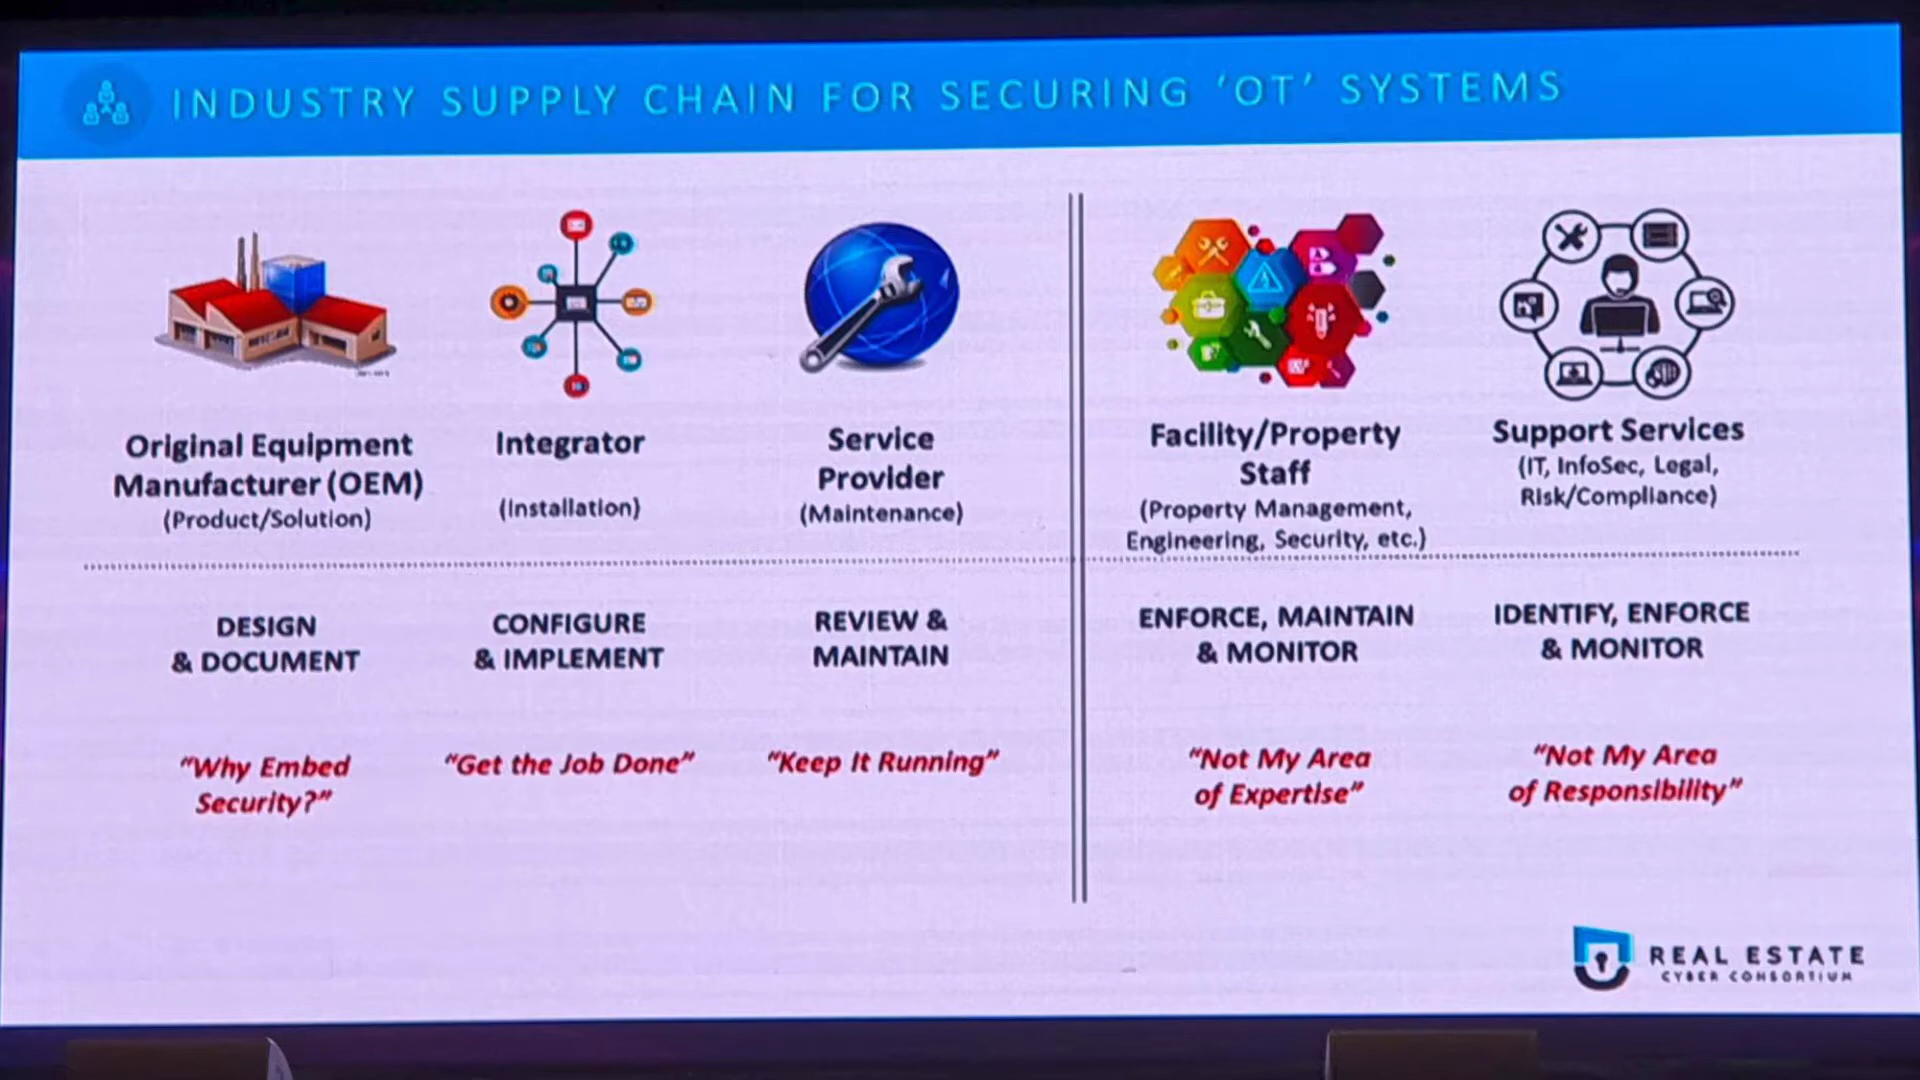 INDUSTRY SUPPLY CHAIN FOR SECURING 'OT' SYSTEMS
Original Equipment
Manufacturer (OEM)
(Product/Solution)
Integrator
(Installation)
Service
Provider
(Maintenance)
Facility/Property
Staff
(Property Management,
Engineering, Security, etc.)
Support Services
(IT, InfoSec, Legal,
Risk/Compliance)
DESIGN
& DOCUMENT
CONFIGURE
& IMPLEMENT
REVIEW &
MAINTAIN
ENFORCE, MAINTAIN
& MONITOR
IDENTIFY, ENFORCE
& MONITOR
"Why Embed
Security?"
"Get the Job Done"
"Keep It Running"
"Not My Area
of Expertise"
"Not My Area
of Responsibility"
REAL ESTATE
CYBER CONSORTIUM